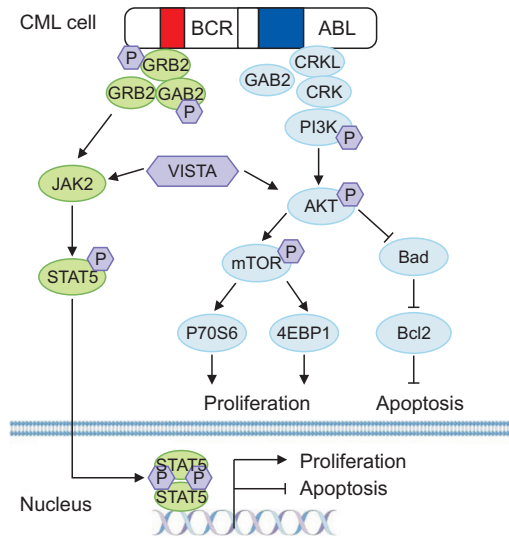 CML cell
BCR
ABL
P
GRB2
GRB2
GAB2
P
GAB2
CRKL
CRK
PI3K
P
JAK2
VISTA
AKT
P
STAT5
P
mTOR
P
Bad
P70S6
4EBP1
Bcl2
Proliferation
Apoptosis
STAT5
P
P
STAT5
Proliferation
Apoptosis
Nucleus